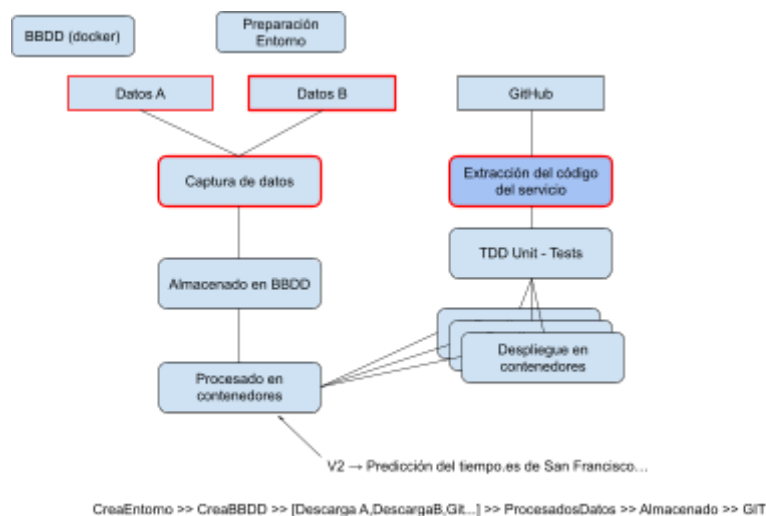 BBDD (docker)
Preparación
Entorno
Datos A
Datos B
GitHub
Captura de datos
Extracción del código
del servicio
TDD Unit - Tests
Almacenado en BBDD
Despliegue en
contenedores
Procesado en
contenedores
V2 → Predicción del tiempo.es de San Francisco...
CreaEntorno >> CreaBBDD >> [Descarga A,DescargaB,Git...] >> ProcesadosDatos >> Almacenado >> GIT